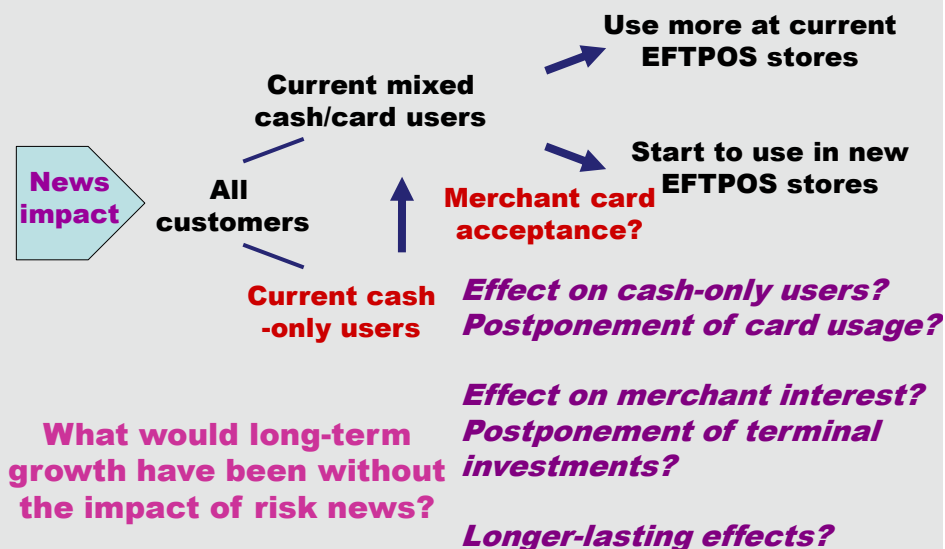 Use more at current
EFTPOS stores
Current mixed
cash/card users
Start to use in new
EFTPOS stores
News
impact
All
customers
Merchant card
acceptance?
Current cash
-only users
Effect on cash-only users?
Postponement of card usage?
Effect on merchant interest?
Postponement of terminal
investments?
What would long-term
growth have been without
the impact of risk news?
Longer-lasting effects?